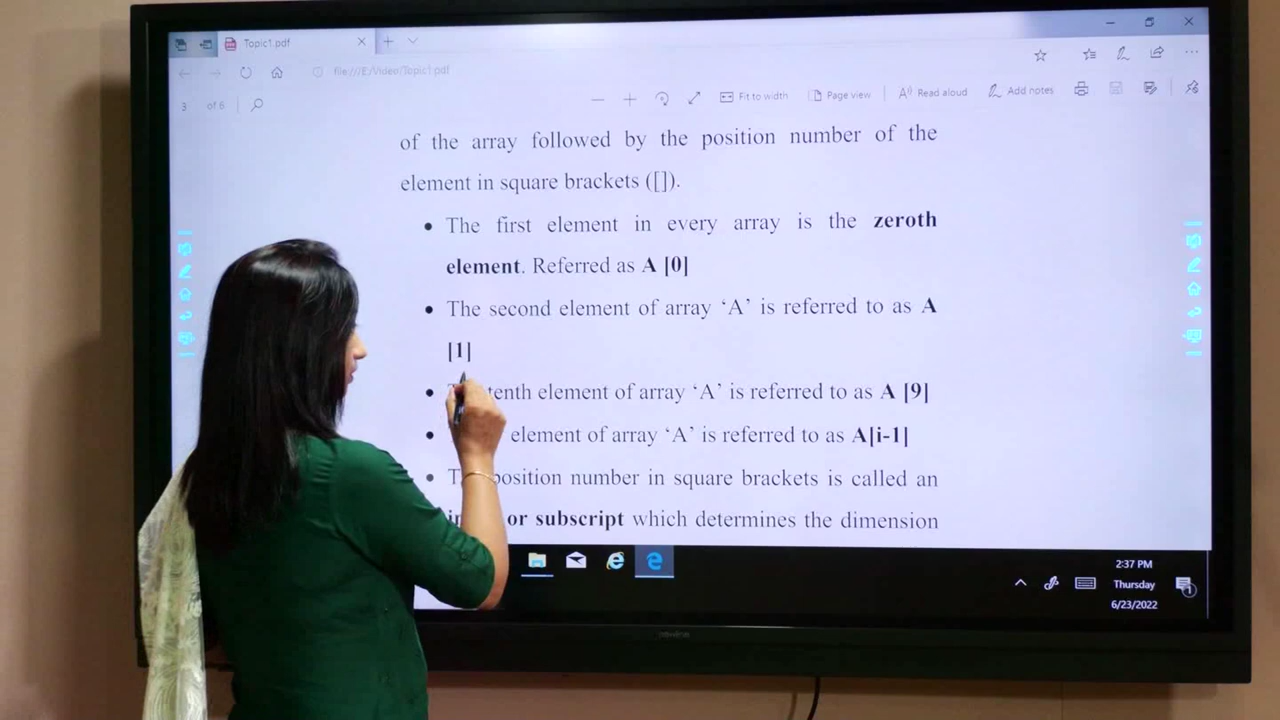 Topic1.pdf
file:///E:/Video/Topic1.pdf
3 of 6
Fit to width
Page view
Read aloud
Add notes
of the array followed by the position number of the
element in square brackets ([]).
• The first element in every array is the zeroth
element. Referred as A [0]
• The second element of array ‘A’ is referred to as A
[1]
• tenth element of array ‘A’ is referred to as A [9]
• element of array ‘A’ is referred to as A[i-1]
• position number in square brackets is called an
or subscript which determines the dimension
2:37 PM
Thursday
6/23/2022
1